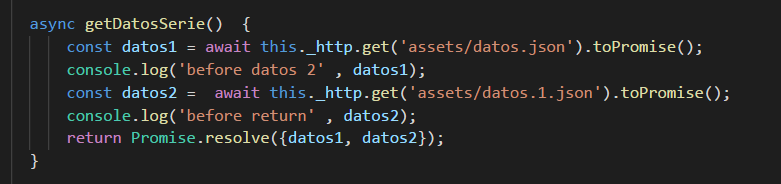 async getDatosSerie()  {
    const datos1 = await this._http.get('assets/datos.json').toPromise();
    console.log('before datos 2' , datos1);
    const datos2 =  await this._http.get('assets/datos.1.json').toPromise();
    console.log('before return' , datos2);
    return Promise.resolve({datos1, datos2});
}